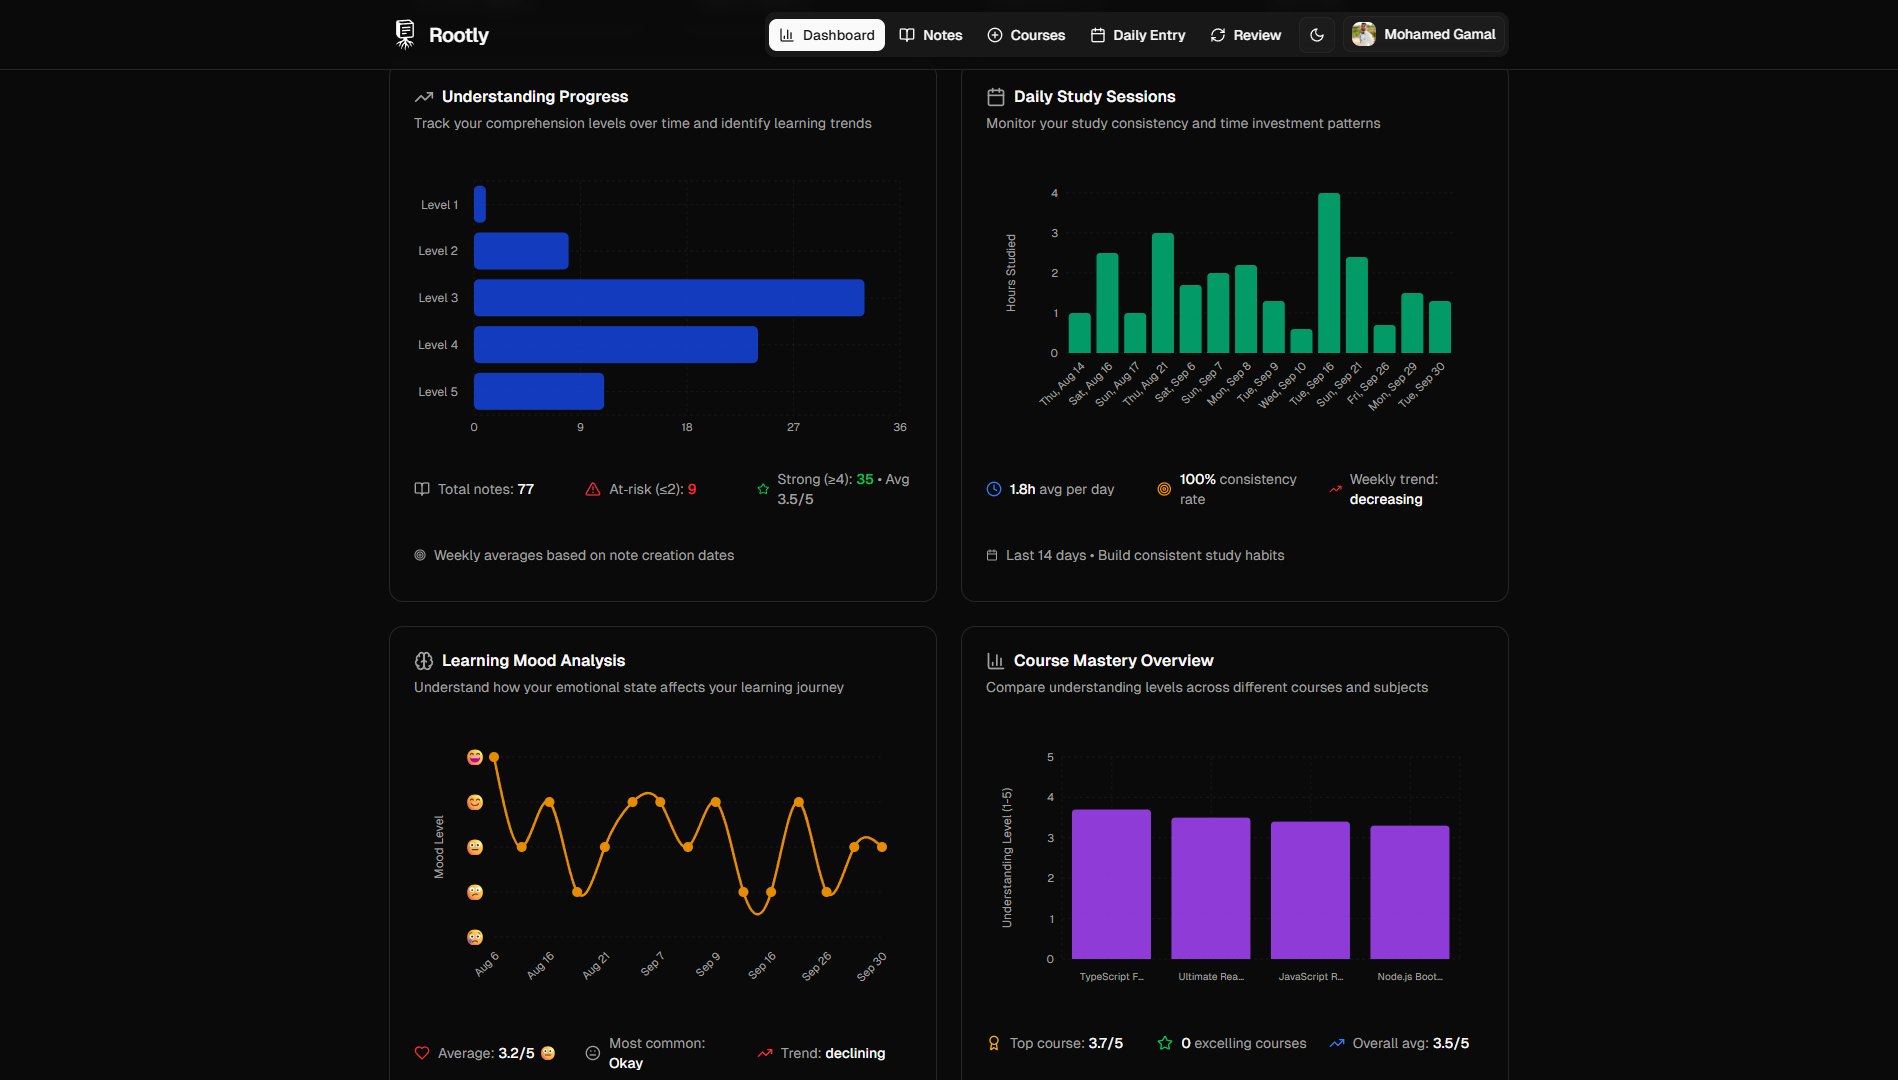 Rootly
Dashboard
Notes
Courses
Daily Entry
Review
Mohamed Gamal
Understanding Progress
Track your comprehension levels over time and identify learning trends
Level 1
Level 2
Level 3
Level 4
Level 5
0 9 18 27 36
Total notes: 77
At-risk (≤2): 9
Strong (≥4): 35 • Avg
3.5/5
Weekly averages based on note creation dates
Daily Study Sessions
Monitor your study consistency and time investment patterns
Hours Studied
4
3
2
1
0
Thu, Aug 14
Sat, Aug 16
Sun, Aug 17
Thu, Aug 21
Sat, Sep 6
Sun, Sep 7
Mon, Sep 8
Tue, Sep 9
Wed, Sep 10
Tue, Sep 16
Sun, Sep 21
Fri, Sep 26
Mon, Sep 29
Tue, Sep 30
1.8h avg per day
100% consistency
rate
Weekly trend:
decreasing
Last 14 days • Build consistent study habits
Learning Mood Analysis
Understand how your emotional state affects your learning journey
Mood Level
Aug 6
Aug 16
Aug 21
Sep 7
Sep 9
Sep 16
Sep 26
Sep 30
Average: 3.2/5
Most common:
Okay
Trend: declining
Course Mastery Overview
Compare understanding levels across different courses and subjects
Understanding Level (1-5)
5
4
3
2
1
0
TypeScript F...
Ultimate Rea...
JavaScript R...
Node.js Boot...
Top course: 3.7/5
0 excelling courses
Overall avg: 3.5/5